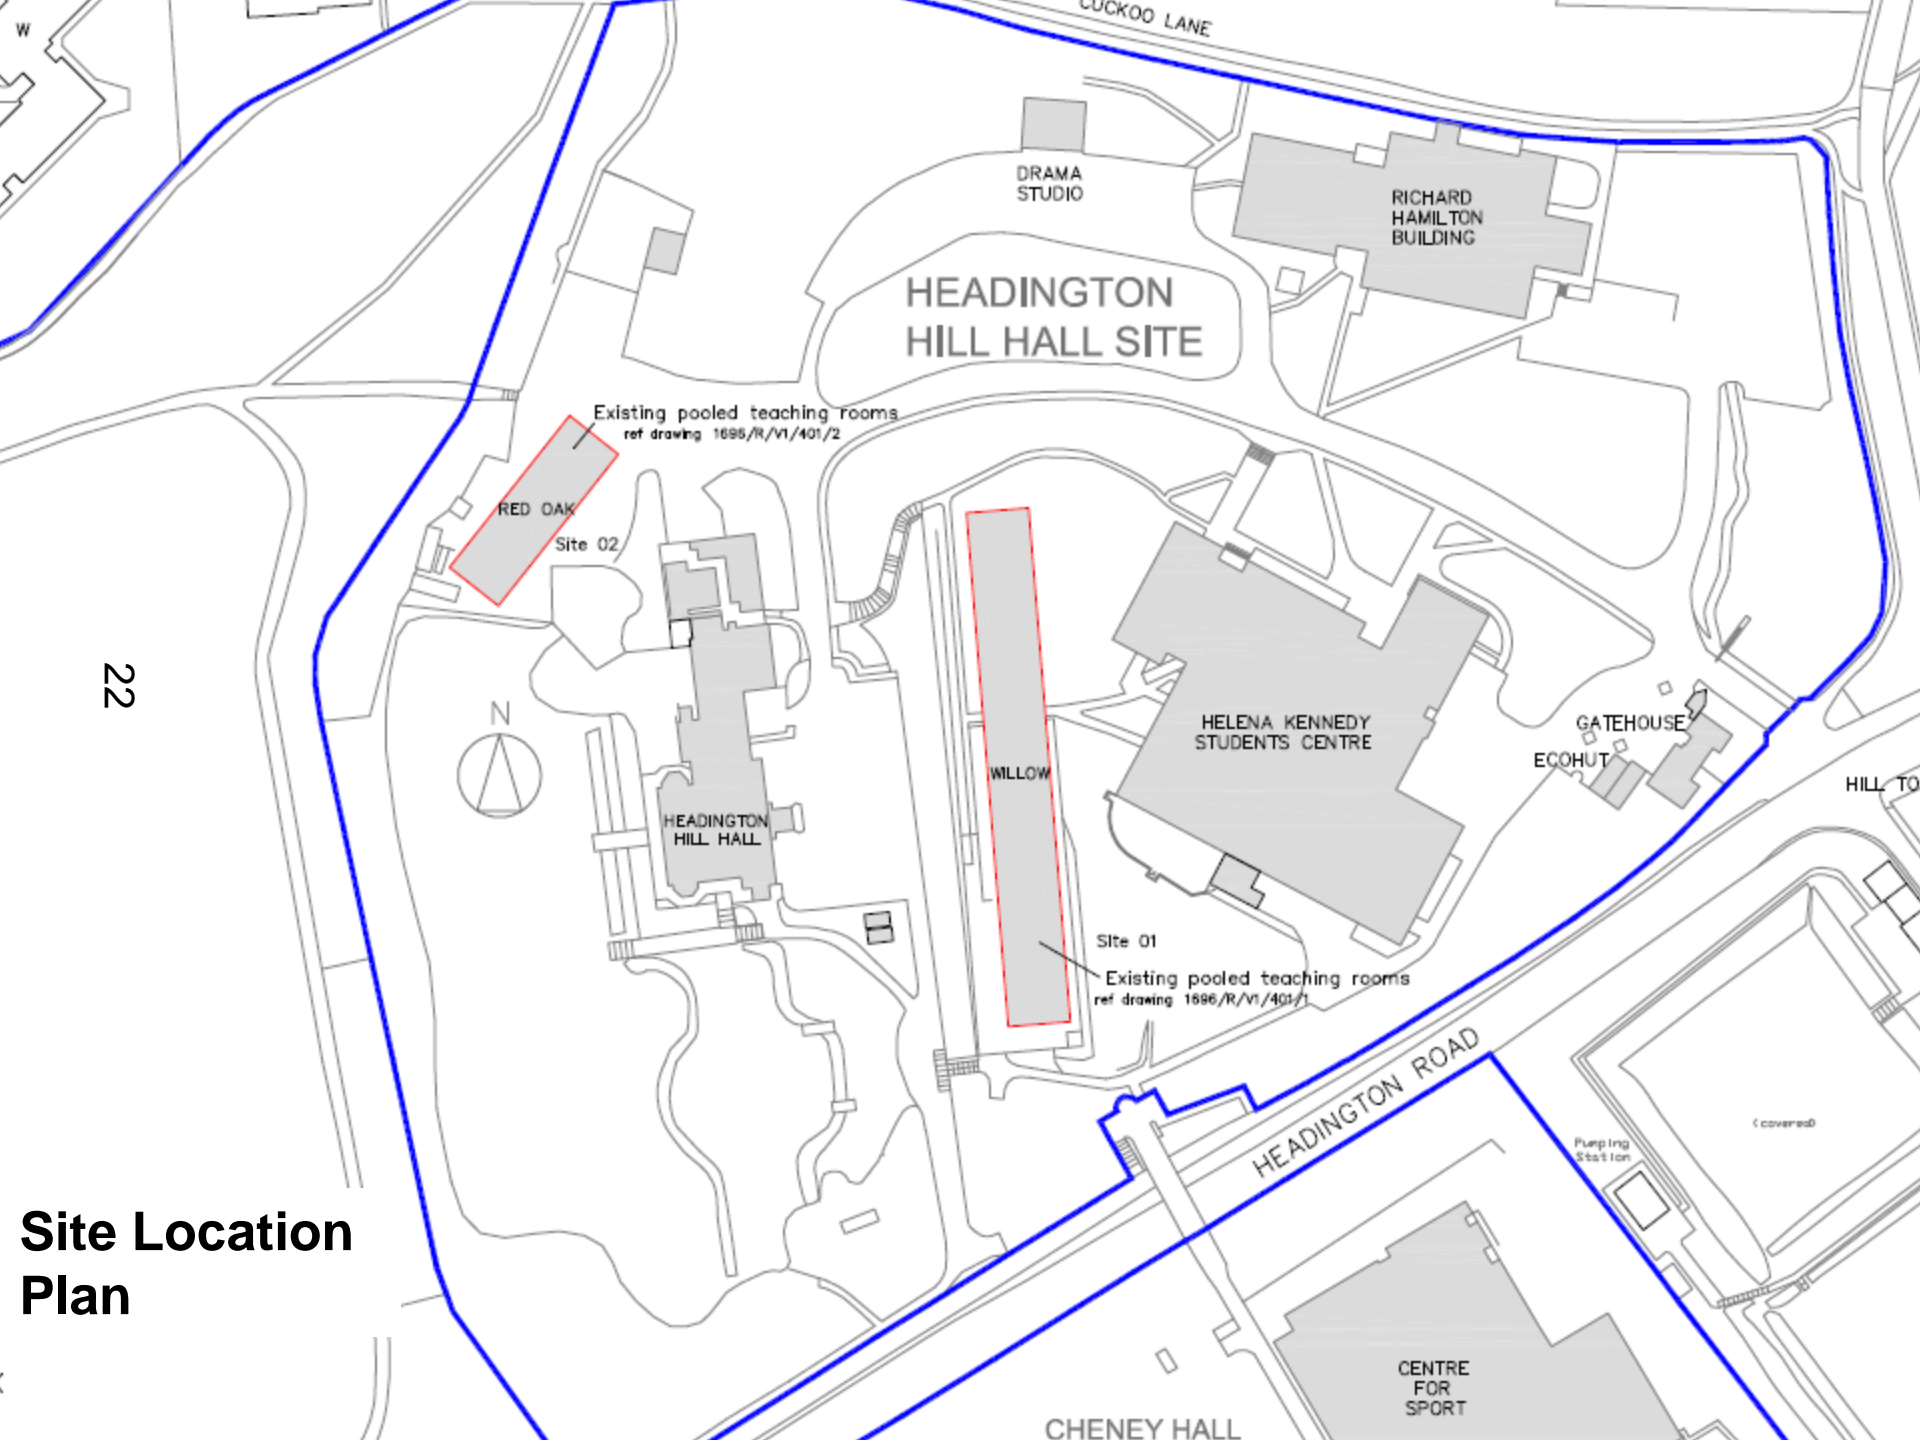 W
CUCKOO LANE
DRAMA
STUDIO
RICHARD
HAMILTON
BUILDING
HEADINGTON
HILL HALL SITE
Existing pooled teaching rooms
ref drawing 1696/R/V1/401/2
RED OAK
Site 02
22
N
HELENA KENNEDY
STUDENTS CENTRE
GATEHOUSE
ECOHUT
WILLOW
HILL TO
HEADINGTON
HILL HALL
Site 01
Existing pooled teaching rooms
ref drawing 1696/R/V1/401/1
HEADINGTON ROAD
(covered)
Pumping
Station
Site Location
Plan
CENTRE
FOR
SPORT
CHENEY HALL